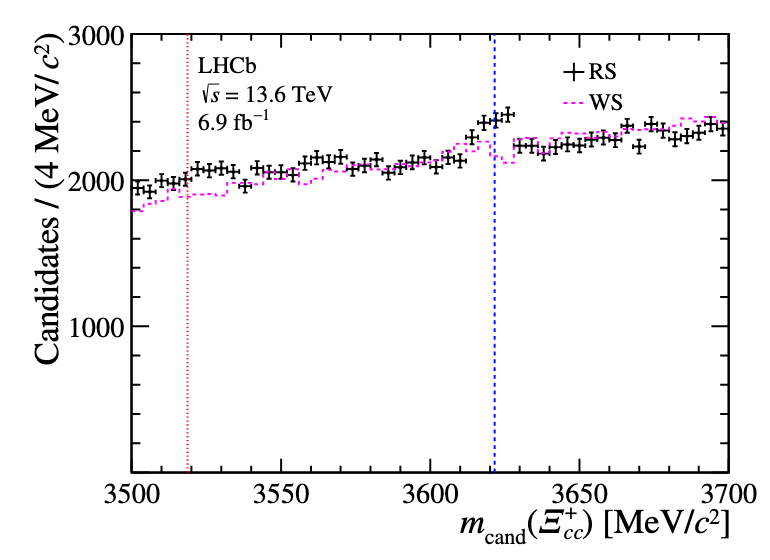 3000
2000
1000
Candidates / (4 MeV/c²)
LHCb
√s = 13.6 TeV
6.9 fb⁻¹
RS
WS
3500 3550 3600 3650 3700
m_cand(Ξ_cc^+) [MeV/c²]